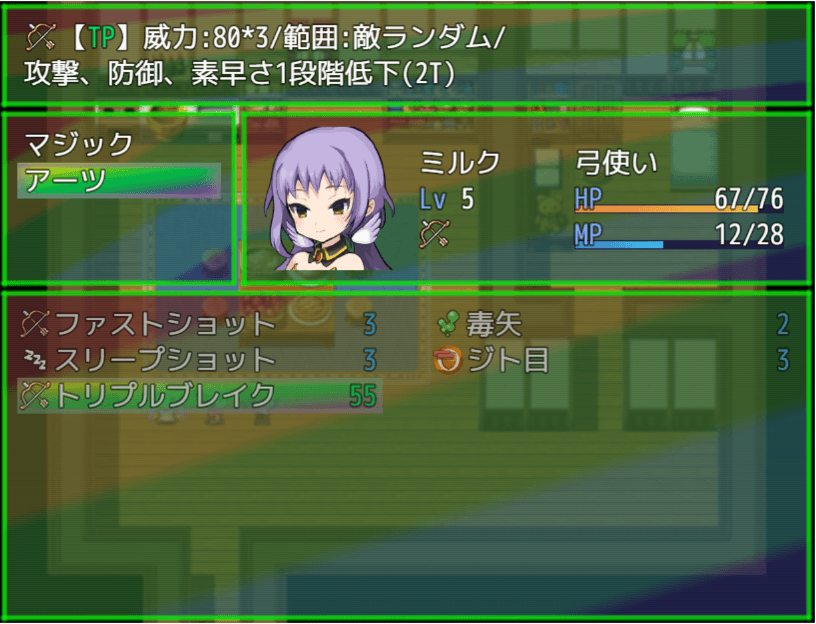 【TP】威力:80*3/範囲:敵ランダム/
攻撃、防御、素早さ1段階低下(2T)
マジック
アーツ
ミルク 弓使い
Lv 5 HP 67/76
MP 12/28
ファストショット 3 毒矢 2
スリープショット 3 ジト目 3
トリプルブレイク 55